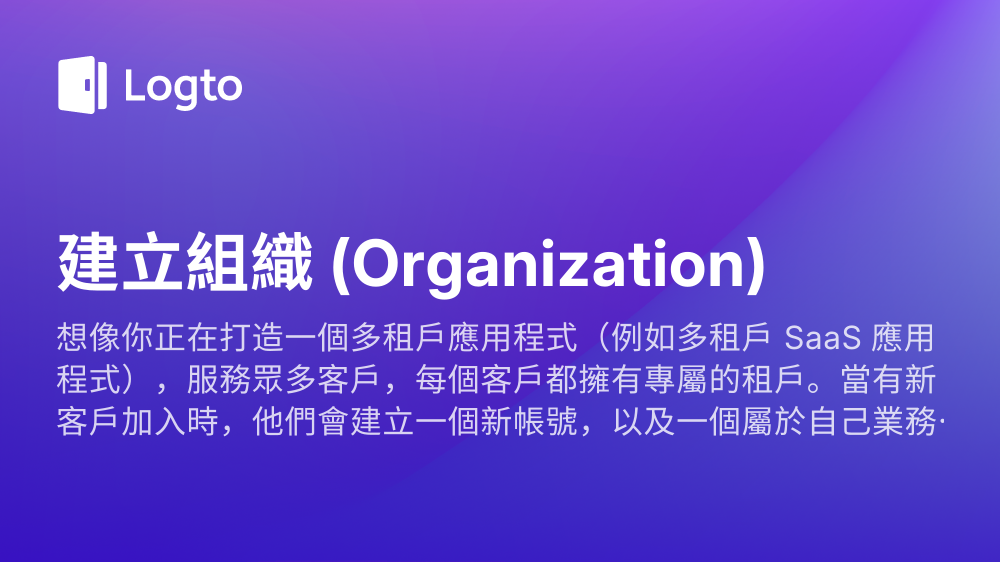 Logto
建立組織 (Organization)
想像你正在打造一個多租戶應用程式（例如多租戶 SaaS 應用
程式），服務眾多客戶，每個客戶都擁有專屬的租戶。當有新
客戶加入時，他們會建立一個新帳號，以及一個屬於自己業務·